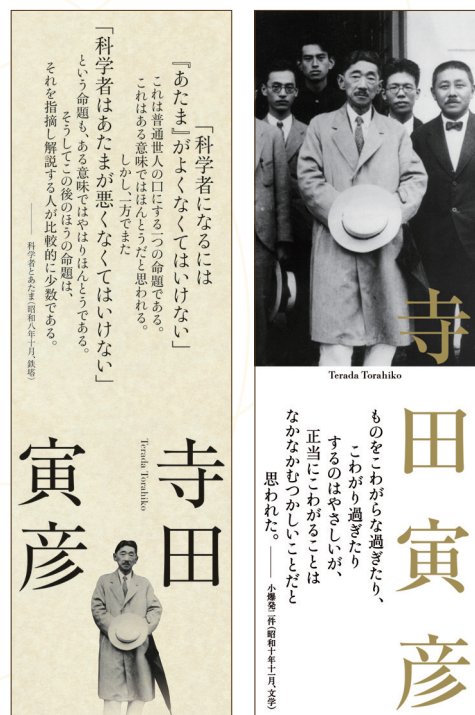 「科学者になるには
『あたま』がよくなくてはいけない」
これは普通世人の口にする一つの命題である。
これはある意味ではほんとうだと思われる。
しかし、一方でまた
「科学者はあたまが悪くなくてはいけない」
という命題も、ある意味ではやはりほんとうである。
そうしてこの後のほうの命題は、
それを指摘し解説する人が比較的に少数である。
――科学者とあたま(昭和八年十月、鉄塔)
寺田
Terada Torahiko
寅彦
寺
Terada Torahiko
田寅彦
ものをこわがらな過ぎたり、
こわがり過ぎたり
するのはやさしいが、
正当にこわがることは
なかなかむつかしいことだと
思われた。――小爆発二件(昭和十年十一月、文学)